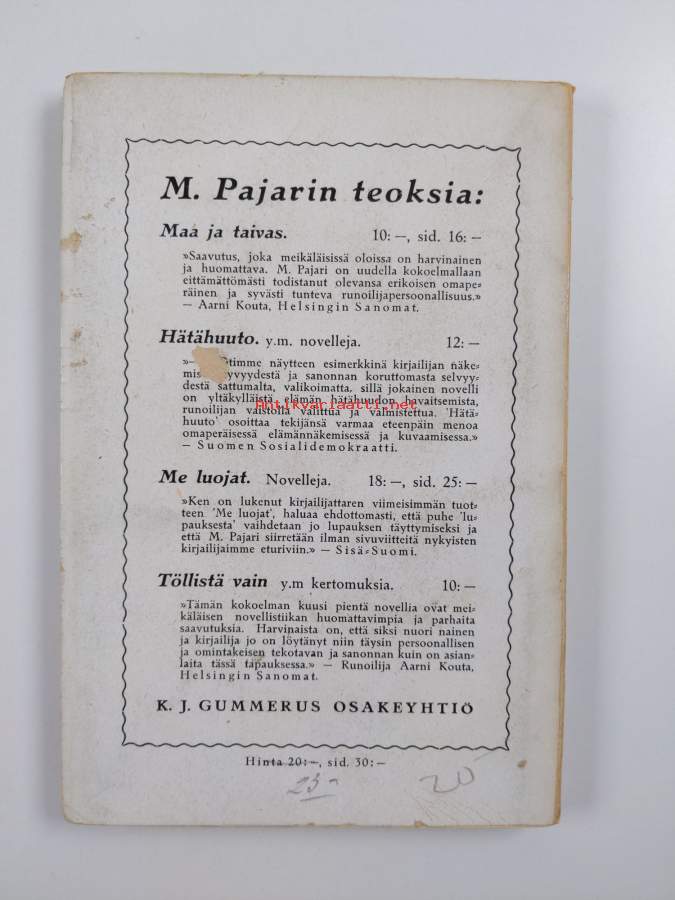 M. Pajarin teoksia:
Maa ja taivas. 10: —, sid. 16: —
»Saavutus, joka meikäläisissä oloissa on harvinainen
ja huomattava. M. Pajari on uudella kokoelmallaan
eittämättömästi todistanut olevansa erikoisen omape-
räinen ja syvästi tunteva runoilijapersoonallisuus.»
— Aarni Kouta, Helsingin Sanomat.
Hätähuuto. y.m. novelleja. 12: —
»— timme näytteen esimerkkinä kirjailijan näke-
mis yvyydestä ja sanonnan koruttomasta selvyy-
destä sattumalta, valikoimatta, sillä jokainen novelli
on yltäkylläistä elämän hätähuudon havaitsemista,
runoilijan vaistolla valittua ja valmistettua. 'Hätä-
huuto' osoittaa tekijänsä varmaa eteenpäin menoa
omaperäisessä elämännäkemisessä ja kuvaamisessa.»
— Suomen Sosialidemokraatti.
Antikvariaatti.net
Me luojat. Novelleja. 18: —, sid. 25: —
»Ken on lukenut kirjailijattaren viimeisimmän tuot-
teen 'Me luojat', haluaa ehdottomasti, että puhe 'lu-
pauksesta' vaihdetaan jo lupauksen täyttymiseksi ja
että M. Pajari siirretään ilman sivuviitteitä nykyisten
kirjailijaimme eturiviin.» — Sisä-Suomi.
Töllistä vain y.m kertomuksia. 10: —
»Tämän kokoelman kuusi pientä novellia ovat mei-
käläisen novellistiikan huomattavimpia ja parhaita
saavutuksia. Harvinaista on, että siksi nuori nainen
ja kirjailija jo on löytänyt niin täysin persoonallisen
ja omintakeisen tekotavan ja sanonnan kuin on asian-
laita tässä tapauksessa.» — Runoilija Aarni Kouta,
Helsingin Sanomat.
K. J. GUMMERUS OSAKEYHTIÖ
Hinta 20: —, sid. 30: —
23 — 20